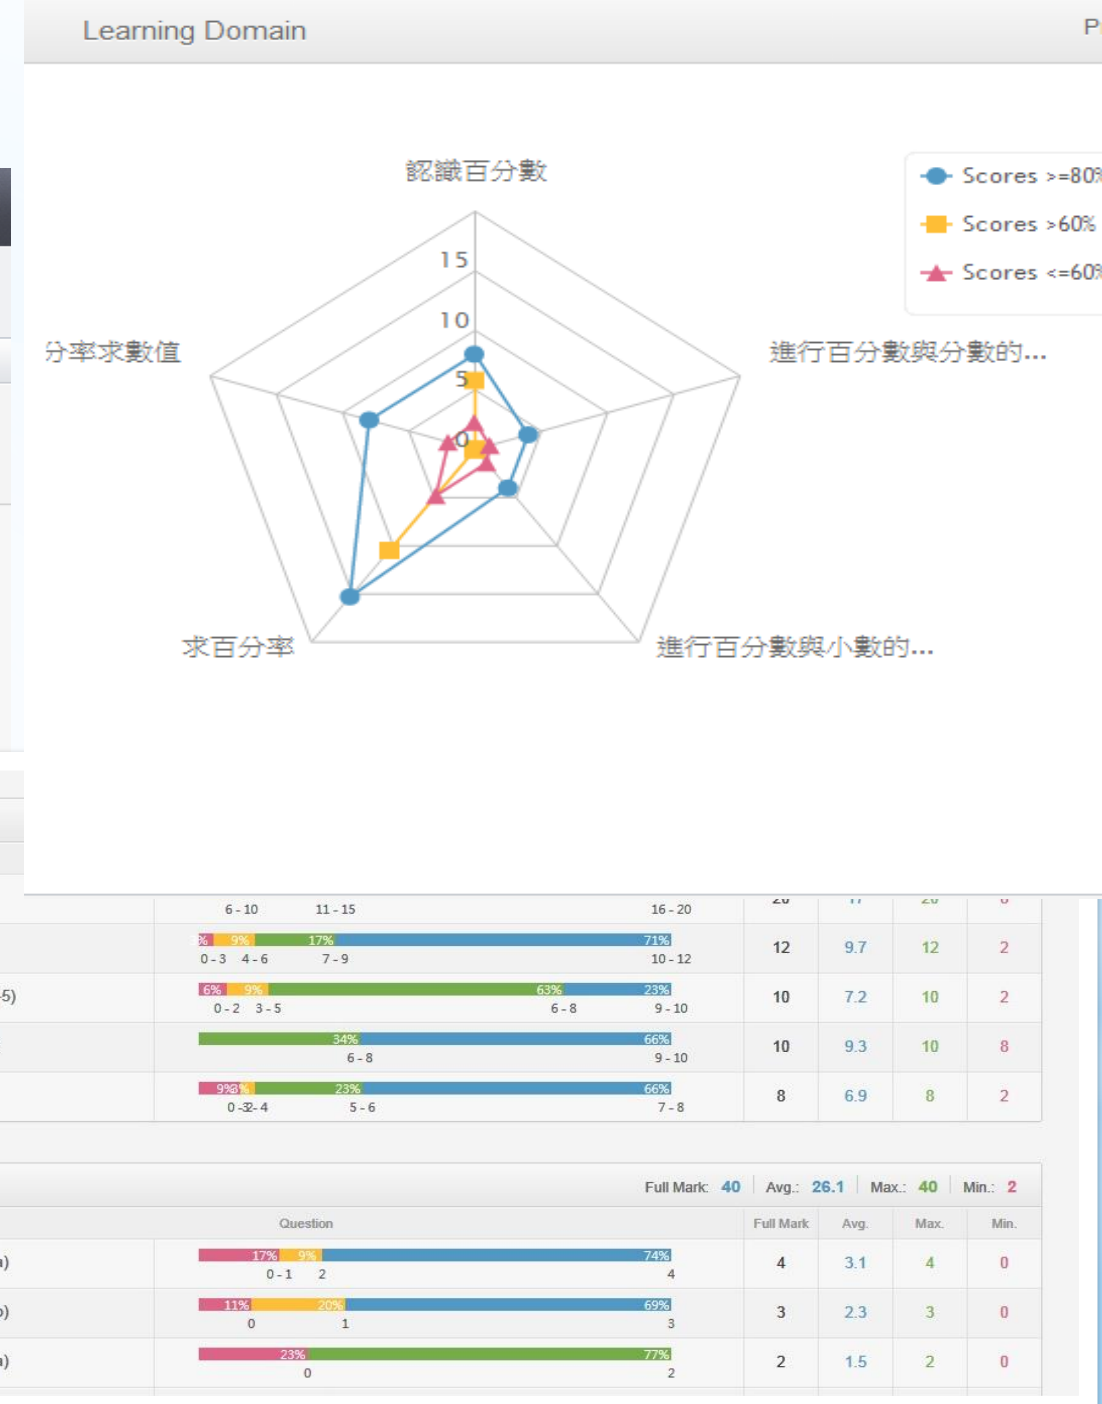 Learning Domain
認識百分數
Scores >=80%
Scores >60%
Scores <=60%
15
10
5
0
分率求數值
進行百分數與分數的...
求百分率
進行百分數與小數的...
6 - 10 11 - 15 16 - 20
9% 17% 71% 12 9.7 12 2
0 - 3 4 - 6 7 - 9 10 - 12
-5) 6% 9% 63% 23% 10 7.2 10 2
0 - 2 3 - 5 6 - 8 9 - 10
34% 66% 10 9.3 10 8
6 - 8 9 - 10
9% 3% 23% 66% 8 6.9 8 2
5 - 6 7 - 8
Full Mark: 40 Avg.: 26.1 Max.: 40 Min.: 2
Question Full Mark Avg. Max. Min.
17% 9% 74% 4 3.1 4 0
0 - 1 2 4
11% 20% 69% 3 2.3 3 0
0 1 3
23% 77% 2 1.5 2 0
0 2